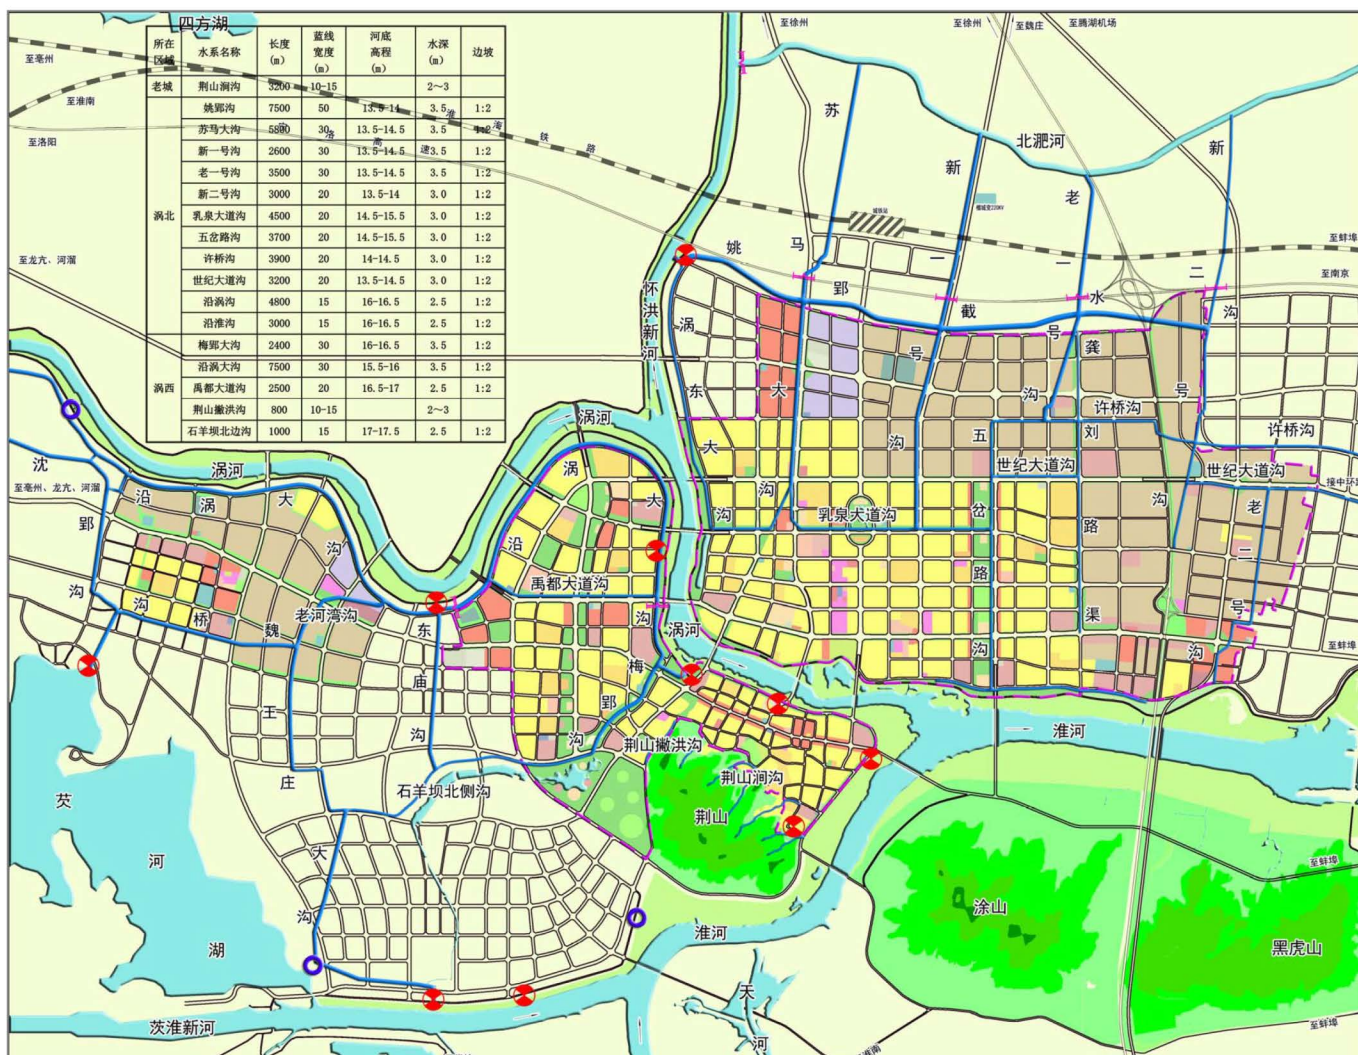 四方湖
所在区域 水系名称 长度(m) 蓝线宽度(m) 河底高程(m) 水深(m) 边坡
老城 荆山涧沟 3200 10-15 2～3
涡北 姚郢沟 7500 50 13.5-14 3.5 1:2
苏马大沟 5800 30 13.5-14.5 3.5 1:2
新一号沟 2600 30 13.5-14.5 3.5 1:2
老一号沟 3500 30 13.5-14.5 3.5 1:2
新二号沟 3000 20 13.5-14 3.0 1:2
乳泉大道沟 4500 20 14.5-15.5 3.0 1:2
五岔路沟 3700 20 14.5-15.5 3.0 1:2
许桥沟 3900 20 14-14.5 3.0 1:2
世纪大道沟 3200 20 13.5-14.5 3.0 1:2
沿涡沟 4800 15 16-16.5 2.5 1:2
沿淮沟 3000 15 16-16.5 2.5 1:2
涡西 梅郢大沟 2400 30 16-16.5 3.5 1:2
沿涡大沟 7500 30 15.5-16 3.5 1:2
禹都大道沟 2500 20 16.5-17 2.5 1:2
荆山撇洪沟 800 10-15 2～3
石羊坝北边沟 1000 15 17-17.5 2.5 1:2
至亳州
至淮南
至洛阳
至龙亢、河溜
至亳州、龙亢、河溜
淮海铁路
洛高速
至徐州
至徐州
至魏庄
至腾湖机场
北淝河
至蚌埠
至南京
怀洪新河
姚郢截水沟
苏马大沟
新一号沟
老一号沟
新二号沟
涡东大沟
龚刘路渠
五岔路沟
许桥沟
许桥沟
世纪大道沟
世纪大道沟
老二号沟
乳泉大道沟
接中环
至蚌埠
涡河
涡河
涡河
沈郢沟
沿涡大沟
沿涡大沟
禹都大道沟
老河湾沟
桥沟
魏王庄大沟
东庙沟
梅郢沟
荆山撇洪沟
荆山涧沟
石羊坝北侧沟
荆山
涂山
黑虎山
淮河
淮河
芡河湖
茨淮新河
天河
至蚌埠
至蚌埠